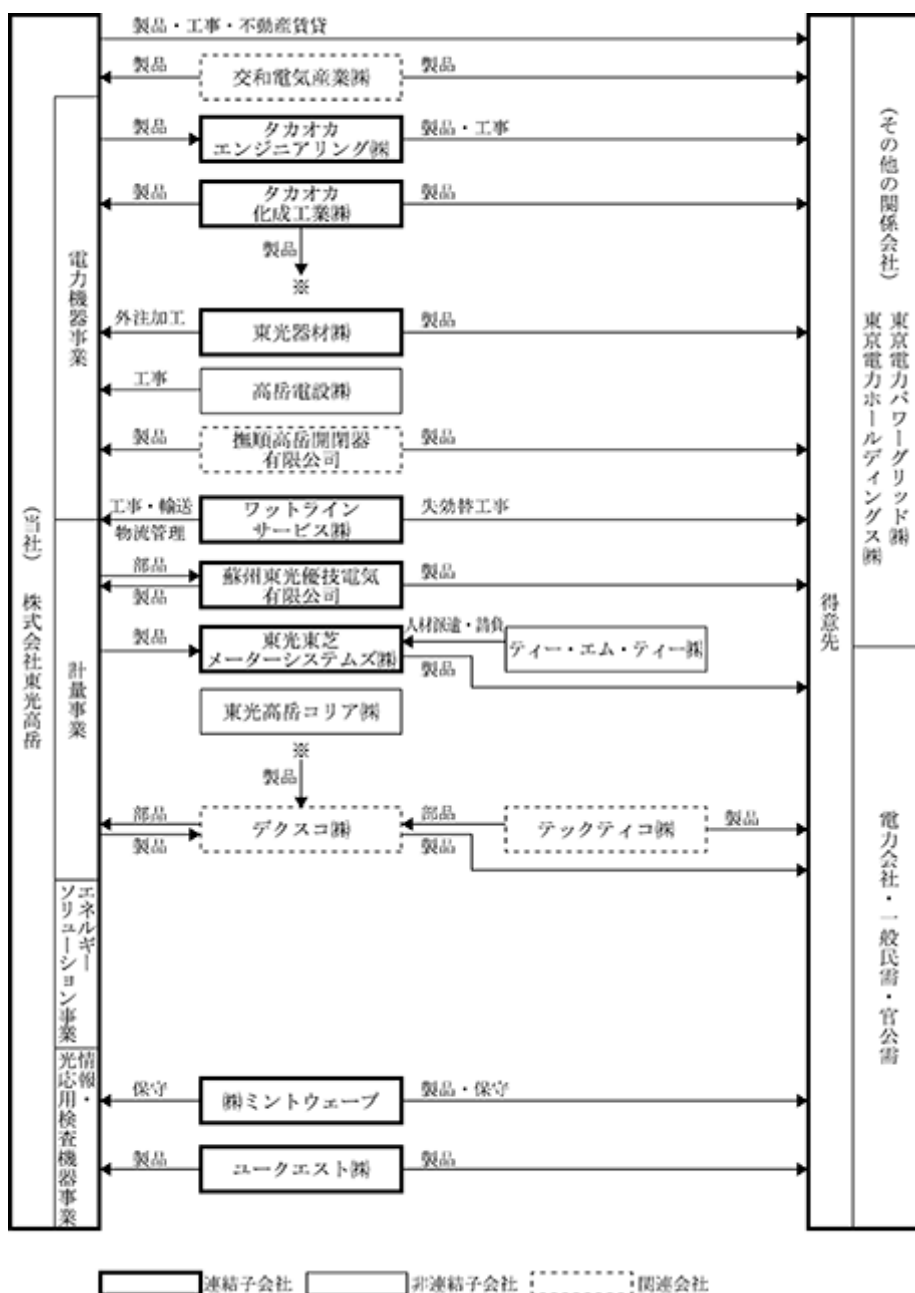 製品・工事・不動産賃貸
製品
交和電気産業㈱
製品
製品
タカオカ
エンジニアリング㈱
製品・工事
製品
タカオカ
化成工業㈱
製品
製品
※
外注加工
東光器材㈱
製品
工事
高岳電設㈱
製品
撫順高岳開閉器
有限公司
製品
工事・輸送
物流管理
ワットライン
サービス㈱
失効替工事
部品
製品
蘇州東光優技電気
有限公司
製品
製品
東光東芝
メーターシステムズ㈱
人材派遣・請負
製品
ティー・エム・ティー㈱
東光高岳コリア㈱
※
製品
部品
製品
デクスコ㈱
部品
製品
テックティコ㈱
製品
保守
㈱ミントウェーブ
製品・保守
製品
ユークエスト㈱
製品
(当社) 株式会社東光高岳
電力機器事業
計量事業
エネルギー
ソリューション事業
情報・
光応用検査機器事業
得意先
(その他の関係会社)
東京電力パワーグリッド㈱
東京電力ホールディングス㈱
電力会社・一般民需・官公需
連結子会社
非連結子会社
関連会社